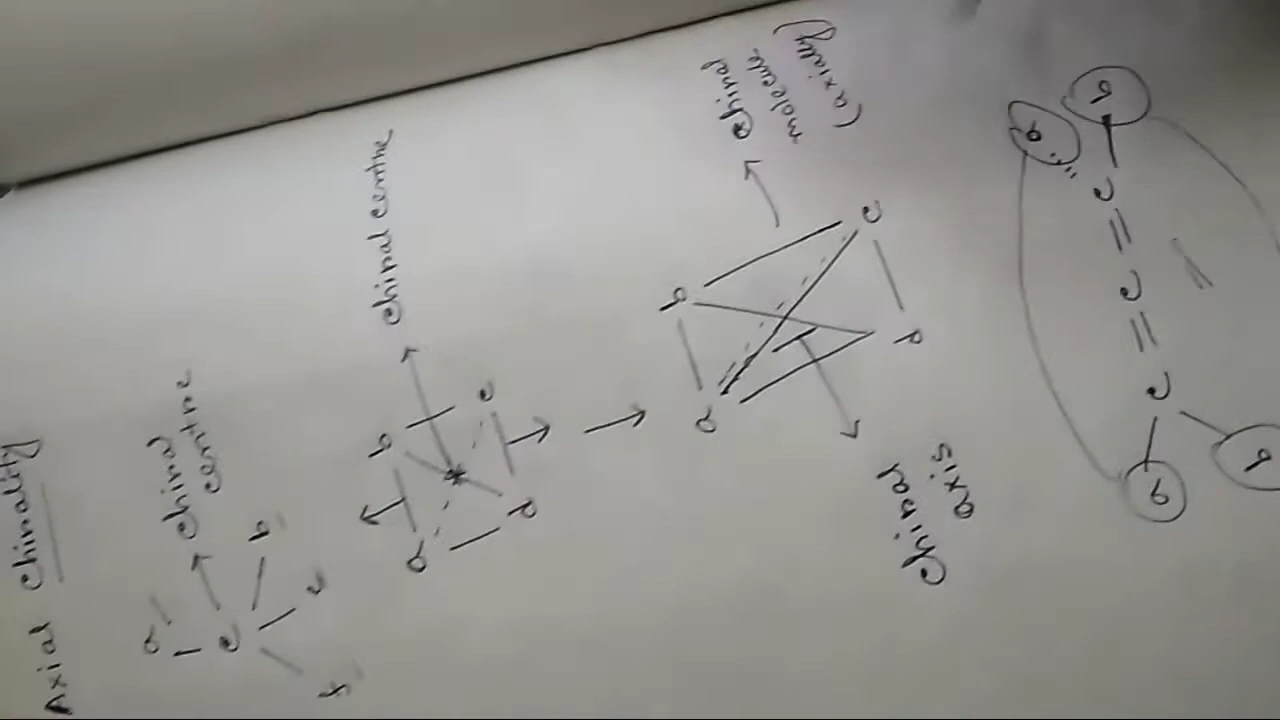 Axial Chirality
a
C → chiral
centre
b
c
a b
→ chiral centre
d c
b c
a d
→ chiral
molecule
(axially)
chiral
axis
a b
C = C = C
a b